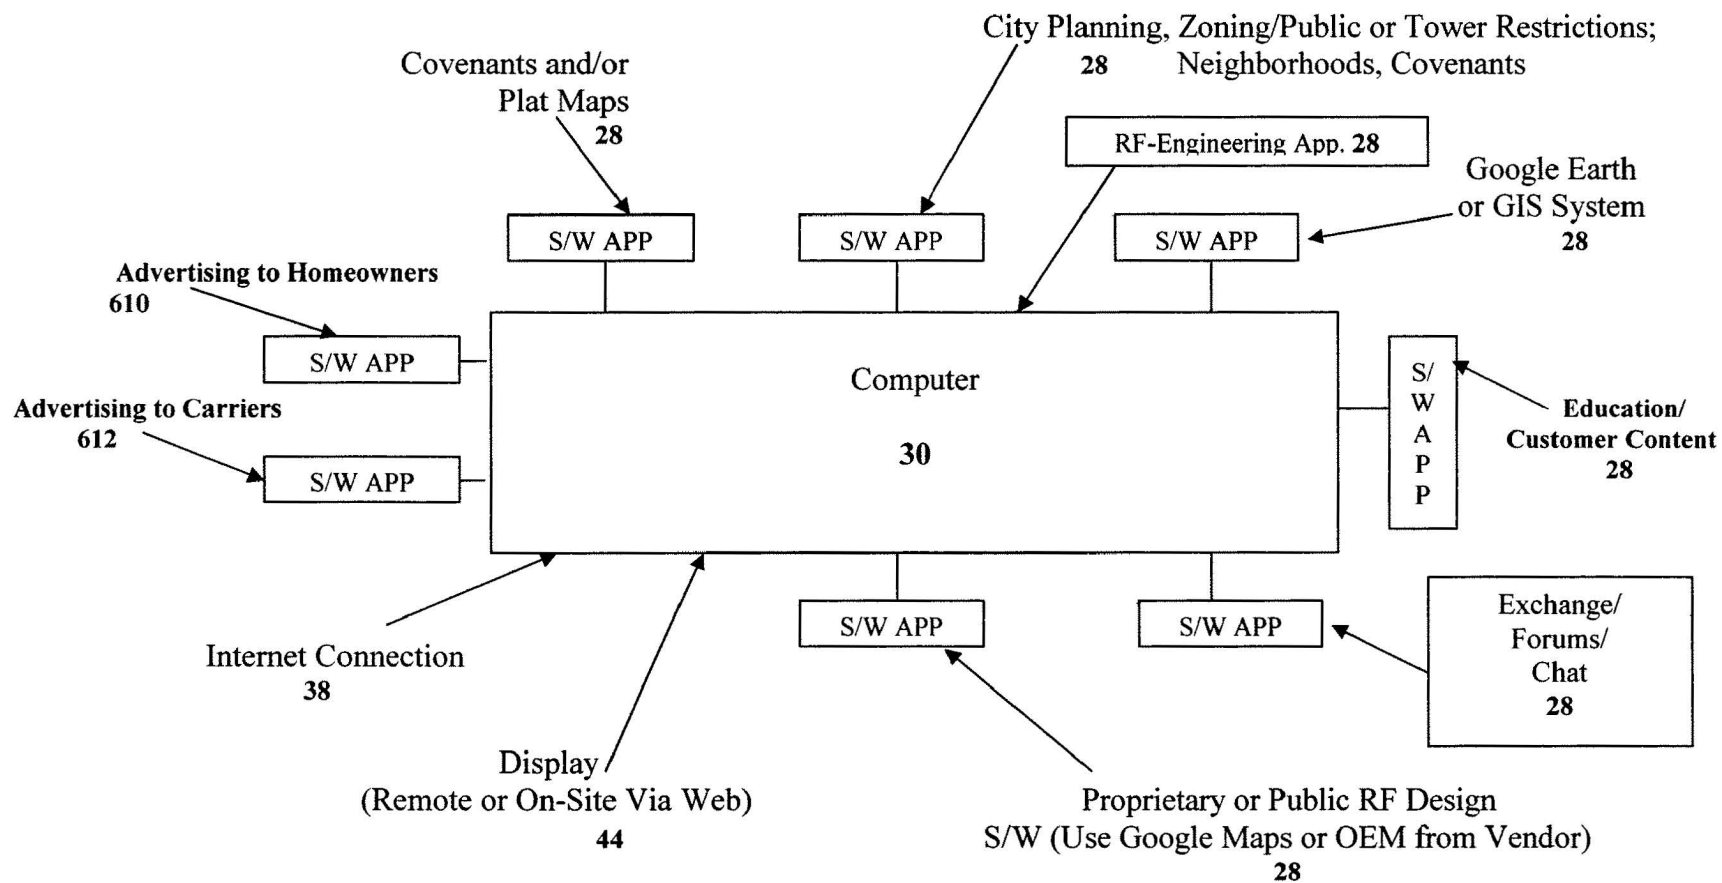 City Planning, Zoning/Public or Tower Restrictions;
28 Neighborhoods, Covenants
Covenants and/or
Plat Maps
28
RF-Engineering App. 28
Google Earth
or GIS System
28
S/W APP
S/W APP
S/W APP
Advertising to Homeowners
610
S/W APP
Advertising to Carriers
612
S/W APP
Computer
30
S/
W
A
P
P
Education/
Customer Content
28
S/W APP
S/W APP
Exchange/
Forums/
Chat
28
Internet Connection
38
Display
(Remote or On-Site Via Web)
44
Proprietary or Public RF Design
S/W (Use Google Maps or OEM from Vendor)
28